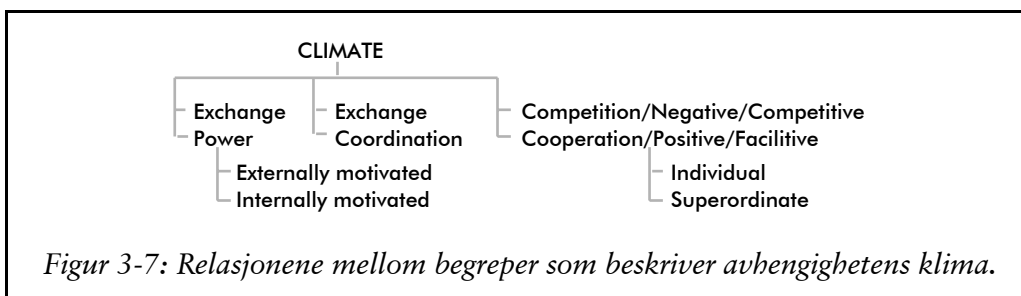 CLIMATE
Exchange Exchange Competition/Negative/Competitive
Power Coordination Cooperation/Positive/Facilitive
Externally motivated Individual
Internally motivated Superordinate
Figur 3-7: Relasjonene mellom begreper som beskriver avhengighetens klima.